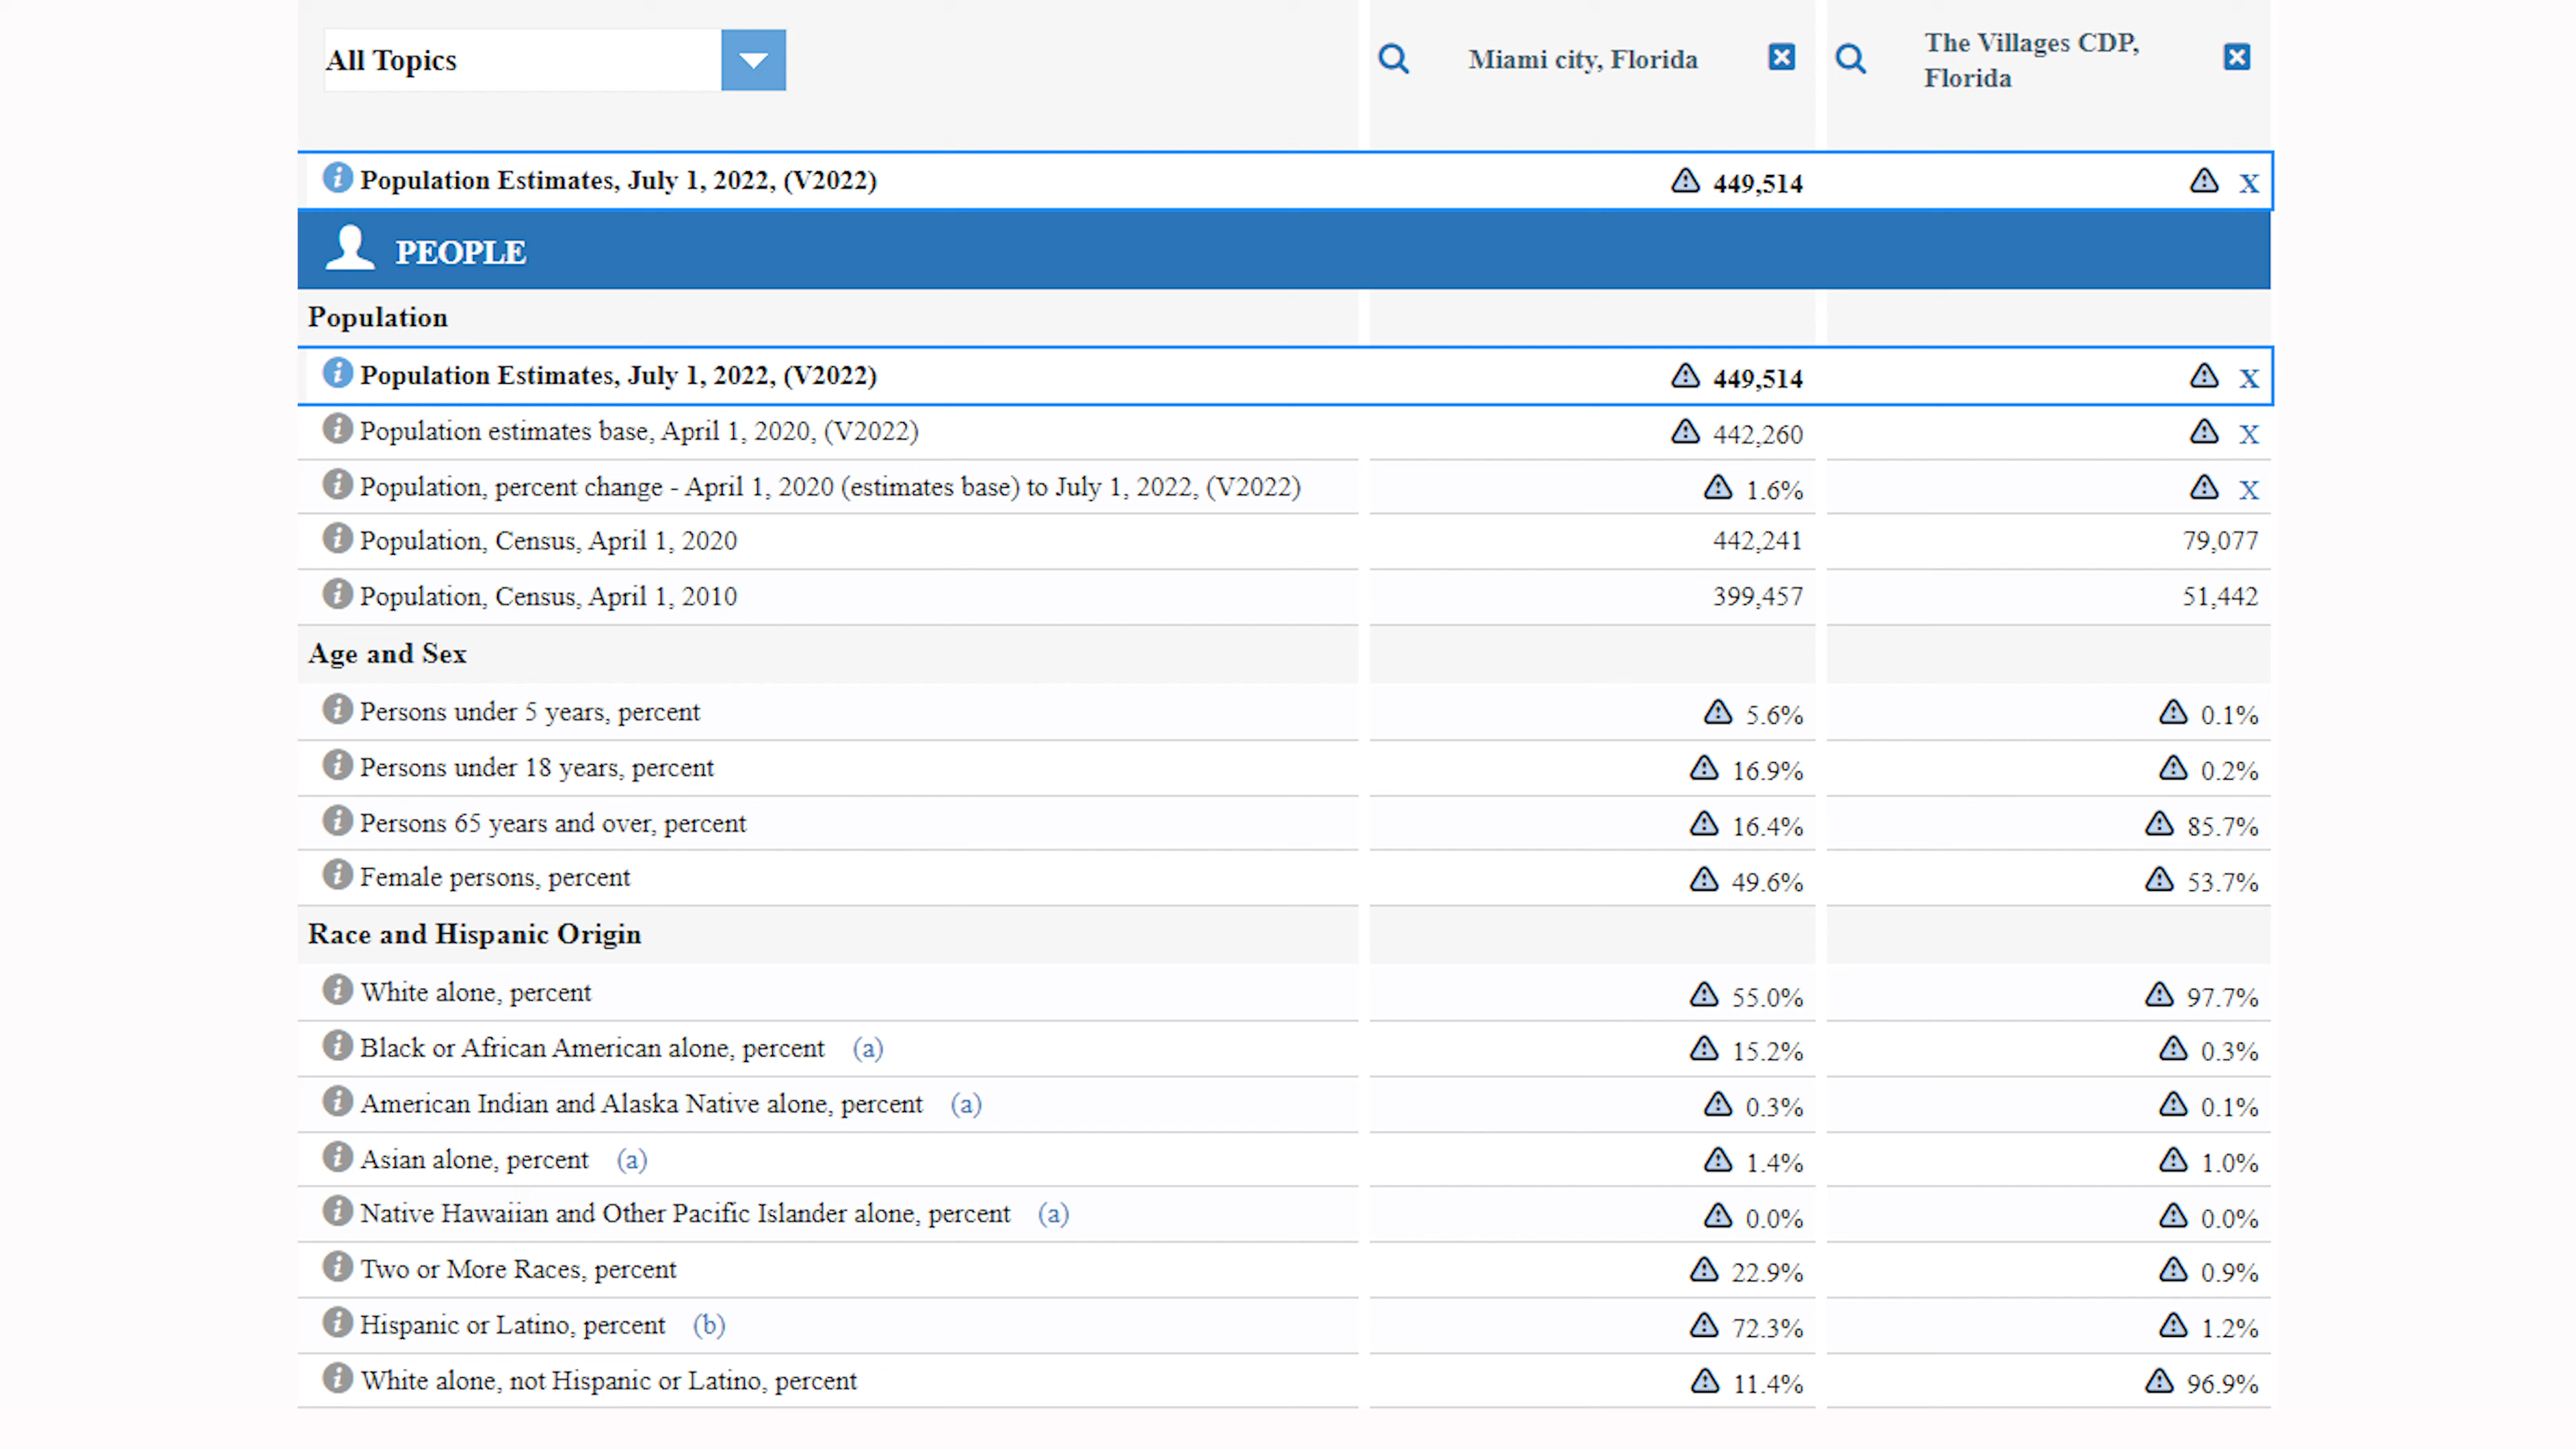 All Topics
Miami city, Florida
The Villages CDP,
Florida
Population Estimates, July 1, 2022, (V2022) 449,514 X
PEOPLE
Population
Population Estimates, July 1, 2022, (V2022) 449,514 X
Population estimates base, April 1, 2020, (V2022) 442,260 X
Population, percent change - April 1, 2020 (estimates base) to July 1, 2022, (V2022) 1.6% X
Population, Census, April 1, 2020 442,241 79,077
Population, Census, April 1, 2010 399,457 51,442
Age and Sex
Persons under 5 years, percent 5.6% 0.1%
Persons under 18 years, percent 16.9% 0.2%
Persons 65 years and over, percent 16.4% 85.7%
Female persons, percent 49.6% 53.7%
Race and Hispanic Origin
White alone, percent 55.0% 97.7%
Black or African American alone, percent (a) 15.2% 0.3%
American Indian and Alaska Native alone, percent (a) 0.3% 0.1%
Asian alone, percent (a) 1.4% 1.0%
Native Hawaiian and Other Pacific Islander alone, percent (a) 0.0% 0.0%
Two or More Races, percent 22.9% 0.9%
Hispanic or Latino, percent (b) 72.3% 1.2%
White alone, not Hispanic or Latino, percent 11.4% 96.9%